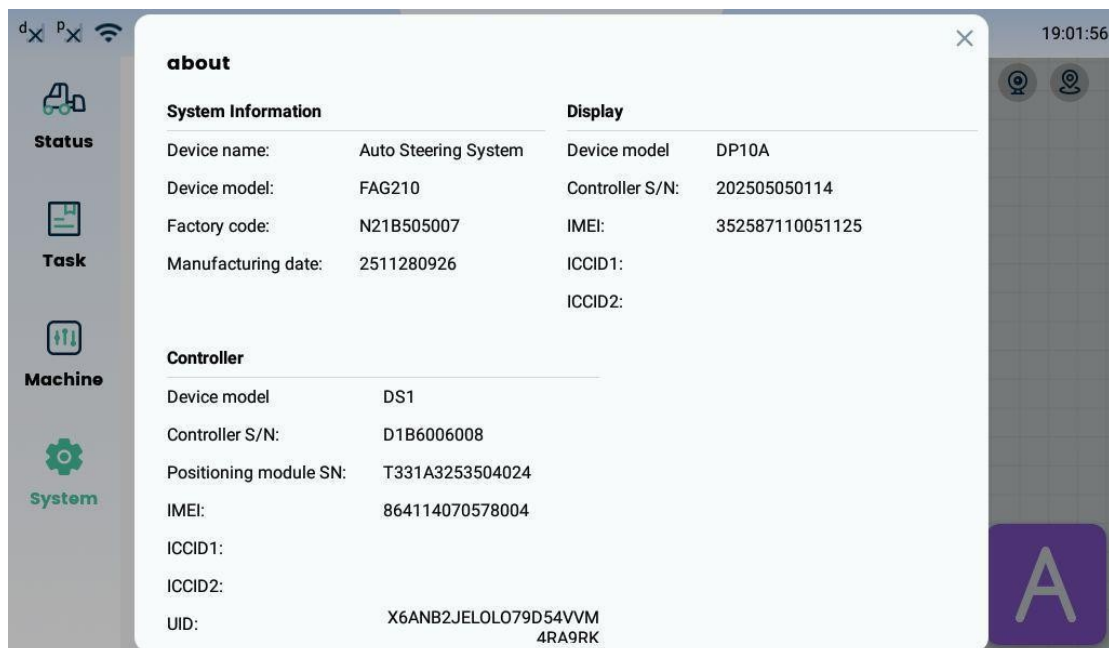 d
p
19:01:56
about
Status
Task
Machine
System
System Information
Device name: Auto Steering System
Device model: FAG210
Factory code: N21B505007
Manufacturing date: 2511280926
Display
Device model DP10A
Controller S/N: 202505050114
IMEI: 352587110051125
ICCID1:
ICCID2:
Controller
Device model DS1
Controller S/N: D1B6006008
Positioning module SN: T331A3253504024
IMEI: 864114070578004
ICCID1:
ICCID2:
UID: X6ANB2JELOLO79D54VVM
4RA9RK
A